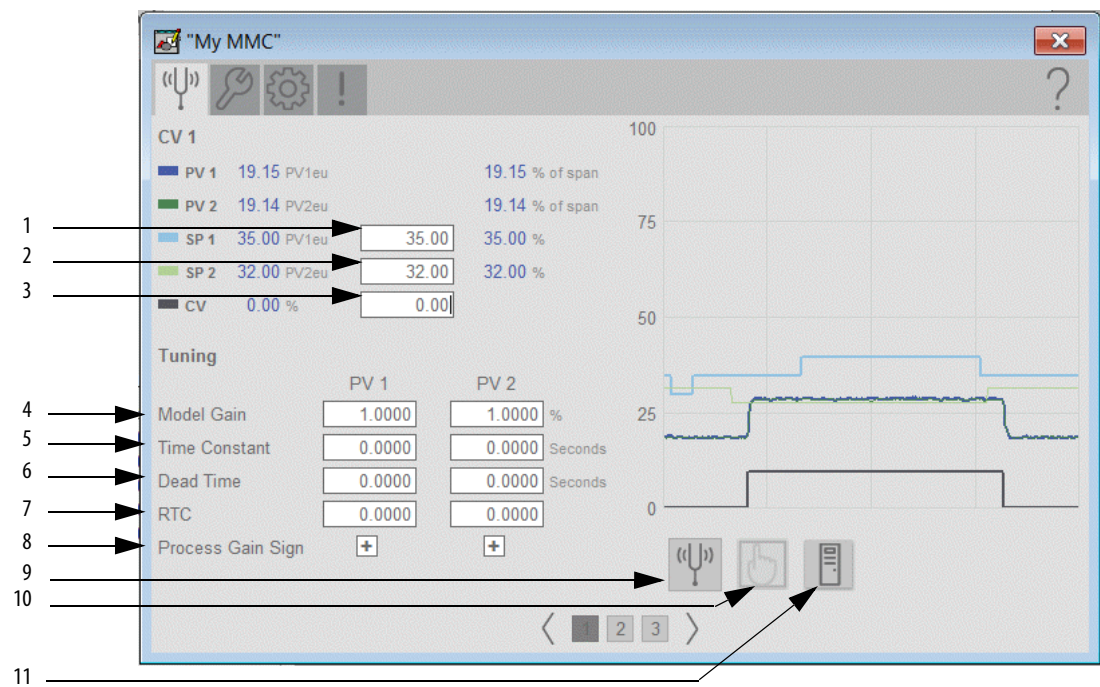 "My MMC"
CV 1
PV 1 19.15 PV1eu 19.15 % of span
PV 2 19.14 PV2eu 19.14 % of span
1 SP 1 35.00 PV1eu 35.00 35.00 %
2 SP 2 32.00 PV2eu 32.00 32.00 %
3 CV 0.00 % 0.00
Tuning
PV 1 PV 2
4 Model Gain 1.0000 1.0000 %
5 Time Constant 0.0000 0.0000 Seconds
6 Dead Time 0.0000 0.0000 Seconds
7 RTC 0.0000 0.0000
8 Process Gain Sign + +
100
75
50
25
0
9
10
11
1 2 3